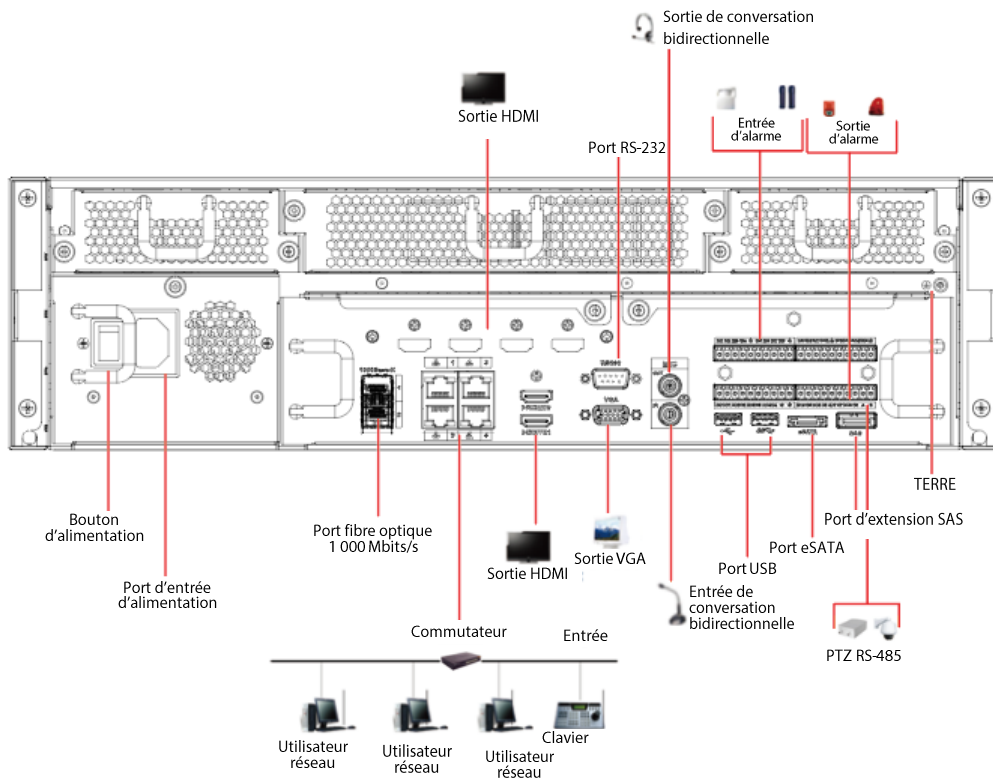 Sortie de conversation
bidirectionnelle
Sortie HDMI
Port RS-232
Entrée
d'alarme
Sortie
d'alarme
VGA
eSATA
TERRE
Bouton
d'alimentation
Port fibre optique
1 000 Mbits/s
Port d'extension SAS
Port eSATA
Sortie VGA
Sortie HDMI
Port USB
Port d'entrée
d'alimentation
Entrée de
conversation
bidirectionnelle
Commutateur
Entrée
PTZ RS-485
Clavier
Utilisateur
réseau
Utilisateur
réseau
Utilisateur
réseau